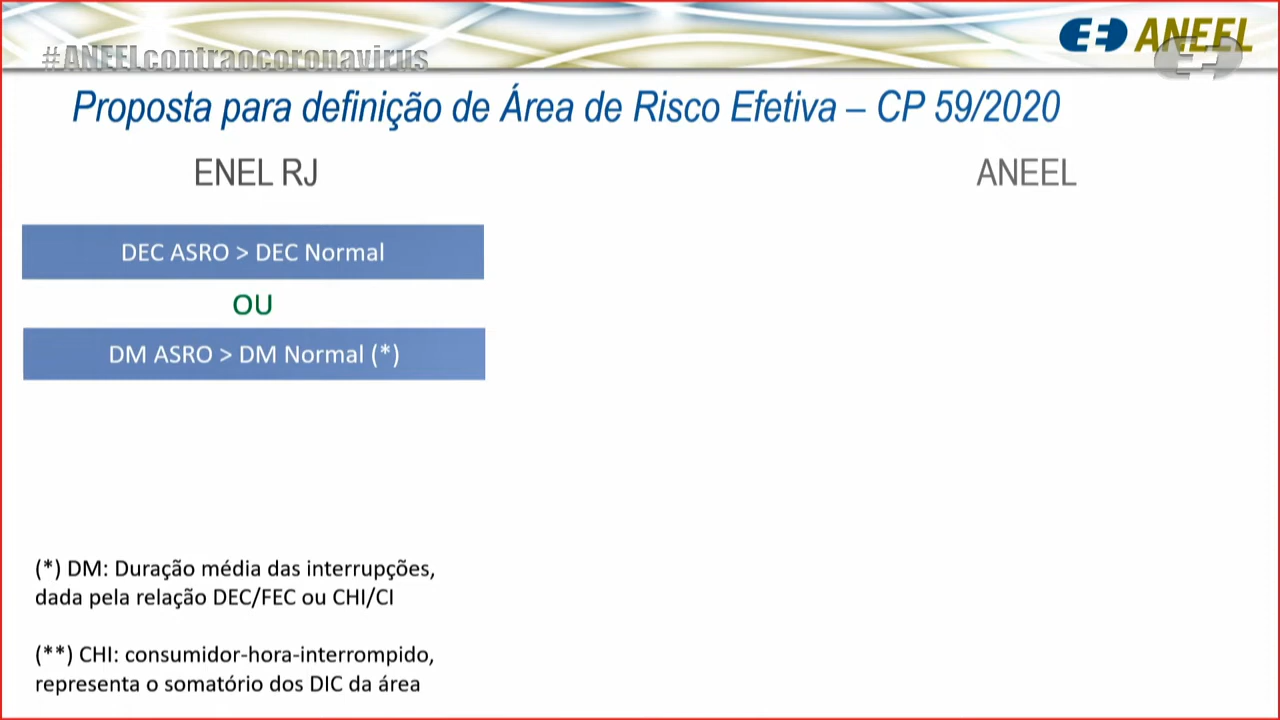 #ANEELcontraocoronavirus
ANEEL
Proposta para definição de Área de Risco Efetiva – CP 59/2020
ENEL RJ
ANEEL
DEC ASRO > DEC Normal
OU
DM ASRO > DM Normal (*)
(*) DM: Duração média das interrupções,
dada pela relação DEC/FEC ou CHI/CI
(**) CHI: consumidor-hora-interrompido,
representa o somatório dos DIC da área